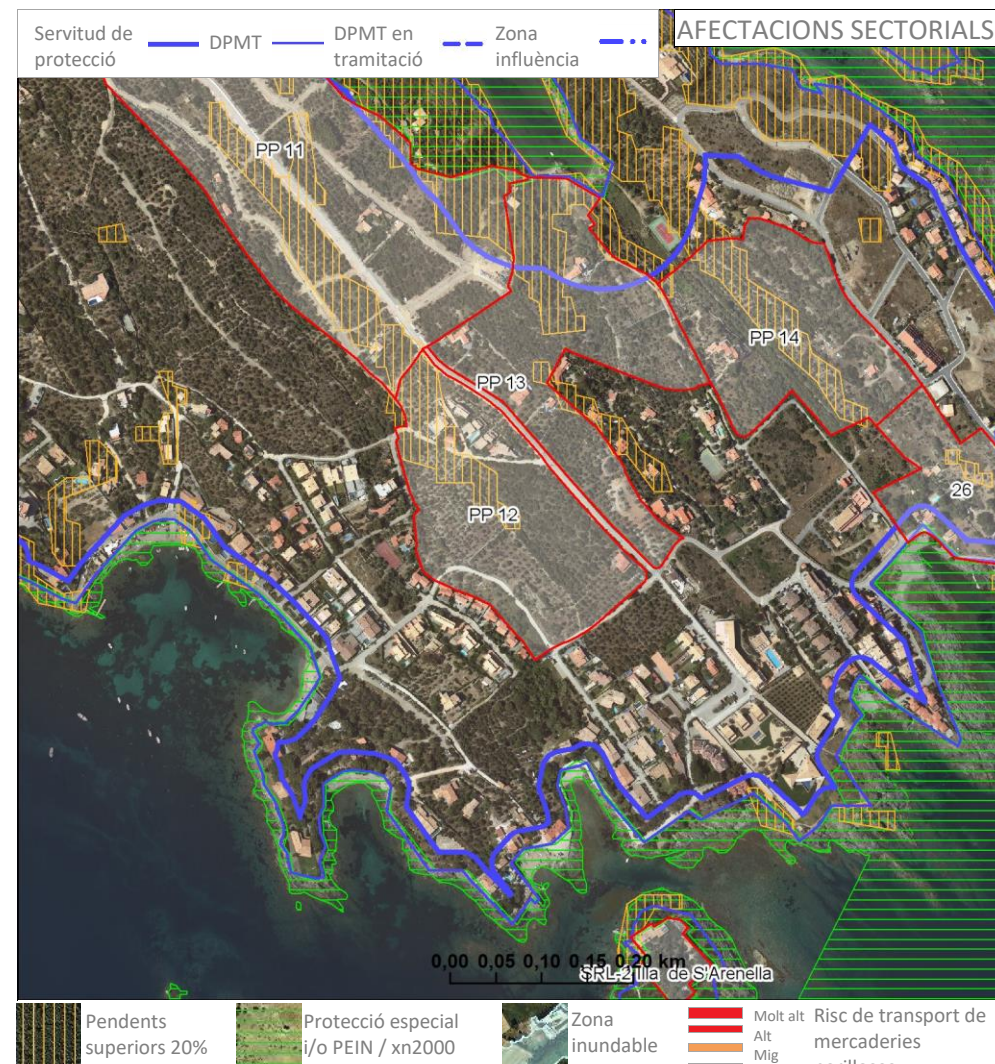 AFECTACIONS SECTORIALS
Servitud de protecció
DPMT
DPMT en tramitació
Zona influència
PP 11
PP 14
PP 13
26
PP 12
0,00 0,05 0,10 0,15 0,20 km
SRL-2 Illa de S'Arenella
Pendents superiors 20%
Protecció especial i/o PEIN / xn2000
Zona inundable
Molt alt
Alt
Mig
Risc de transport de mercaderies